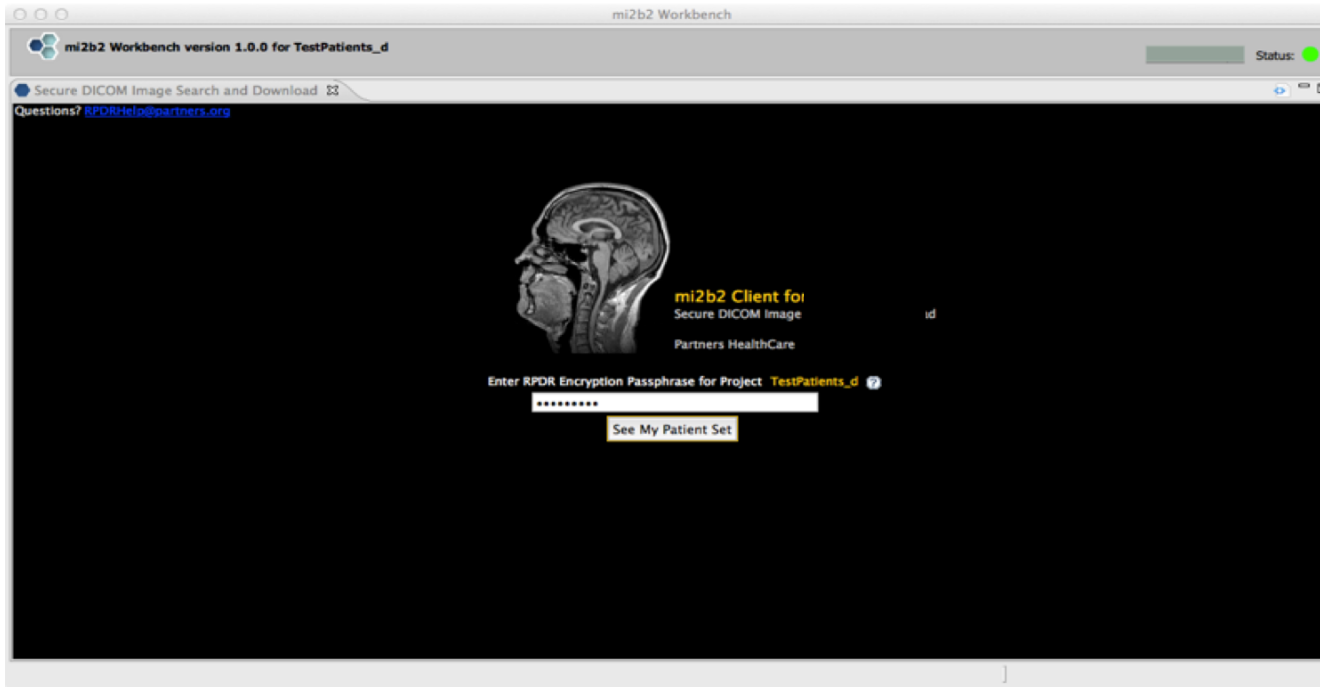 mi2b2 Workbench
mi2b2 Workbench version 1.0.0 for TestPatients_d
Status:
Secure DICOM Image Search and Download
Questions? RPDRHelp@partners.org
mi2b2 Client for
Secure DICOM Image
Partners HealthCare
Enter RPDR Encryption Passphrase for Project TestPatients_d ?
•••••••••
See My Patient Set